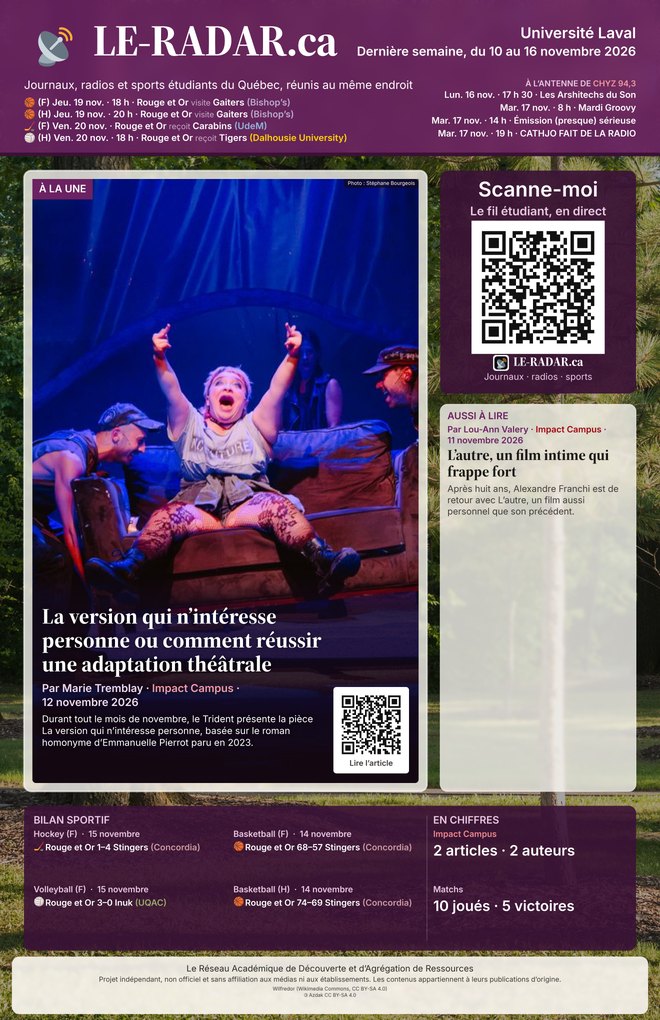 LE-RADAR.ca
Université Laval
Dernière semaine, du 10 au 16 novembre 2026
Journaux, radios et sports étudiants du Québec, réunis au même endroit
(F) Jeu. 19 nov. · 18 h · Rouge et Or visite Gaiters (Bishop's)
(H) Jeu. 19 nov. · 20 h · Rouge et Or visite Gaiters (Bishop's)
(F) Ven. 20 nov. · Rouge et Or reçoit Carabins (UdeM)
(H) Ven. 20 nov. · 18 h · Rouge et Or reçoit Tigers (Dalhousie University)
À L'ANTENNE DE CHYZ 94,3
Lun. 16 nov. · 17 h 30 · Les Arshitechs du Son
Mar. 17 nov. · 8 h · Mardi Groovy
Mar. 17 nov. · 14 h · Émission (presque) sérieuse
Mar. 17 nov. · 19 h · CATHJO FAIT DE LA RADIO
À LA UNE
Photo : Stéphane Bourgeois
La version qui n'intéresse
personne ou comment réussir
une adaptation théâtrale
Par Marie Tremblay · Impact Campus ·
12 novembre 2026
Durant tout le mois de novembre, le Trident présente la pièce
La version qui n'intéresse personne, basée sur le roman
homonyme d'Emmanuelle Pierrot paru en 2023.
Lire l'article
Scanne-moi
Le fil étudiant, en direct
LE-RADAR.ca
Journaux · radios · sports
AUSSI À LIRE
Par Lou-Ann Valery · Impact Campus ·
11 novembre 2026
L'autre, un film intime qui
frappe fort
Après huit ans, Alexandre Franchi est de
retour avec L'autre, un film aussi
personnel que son précédent.
BILAN SPORTIF
Hockey (F) · 15 novembre
Rouge et Or 1–4 Stingers (Concordia)
Basketball (F) · 14 novembre
Rouge et Or 68–57 Stingers (Concordia)
Volleyball (F) · 15 novembre
Rouge et Or 3–0 Inuk (UQAC)
Basketball (H) · 14 novembre
Rouge et Or 74–69 Stingers (Concordia)
EN CHIFFRES
Impact Campus
2 articles · 2 auteurs
Matchs
10 joués · 5 victoires
Le Réseau Académique de Découverte et d'Agrégation de Ressources
Projet indépendant, non officiel et sans affiliation aux médias ni aux établissements. Les contenus appartiennent à leurs publications d'origine.
Wilfredor (Wikimedia Commons, CC BY-SA 4.0)
Azdak CC BY-SA 4.0